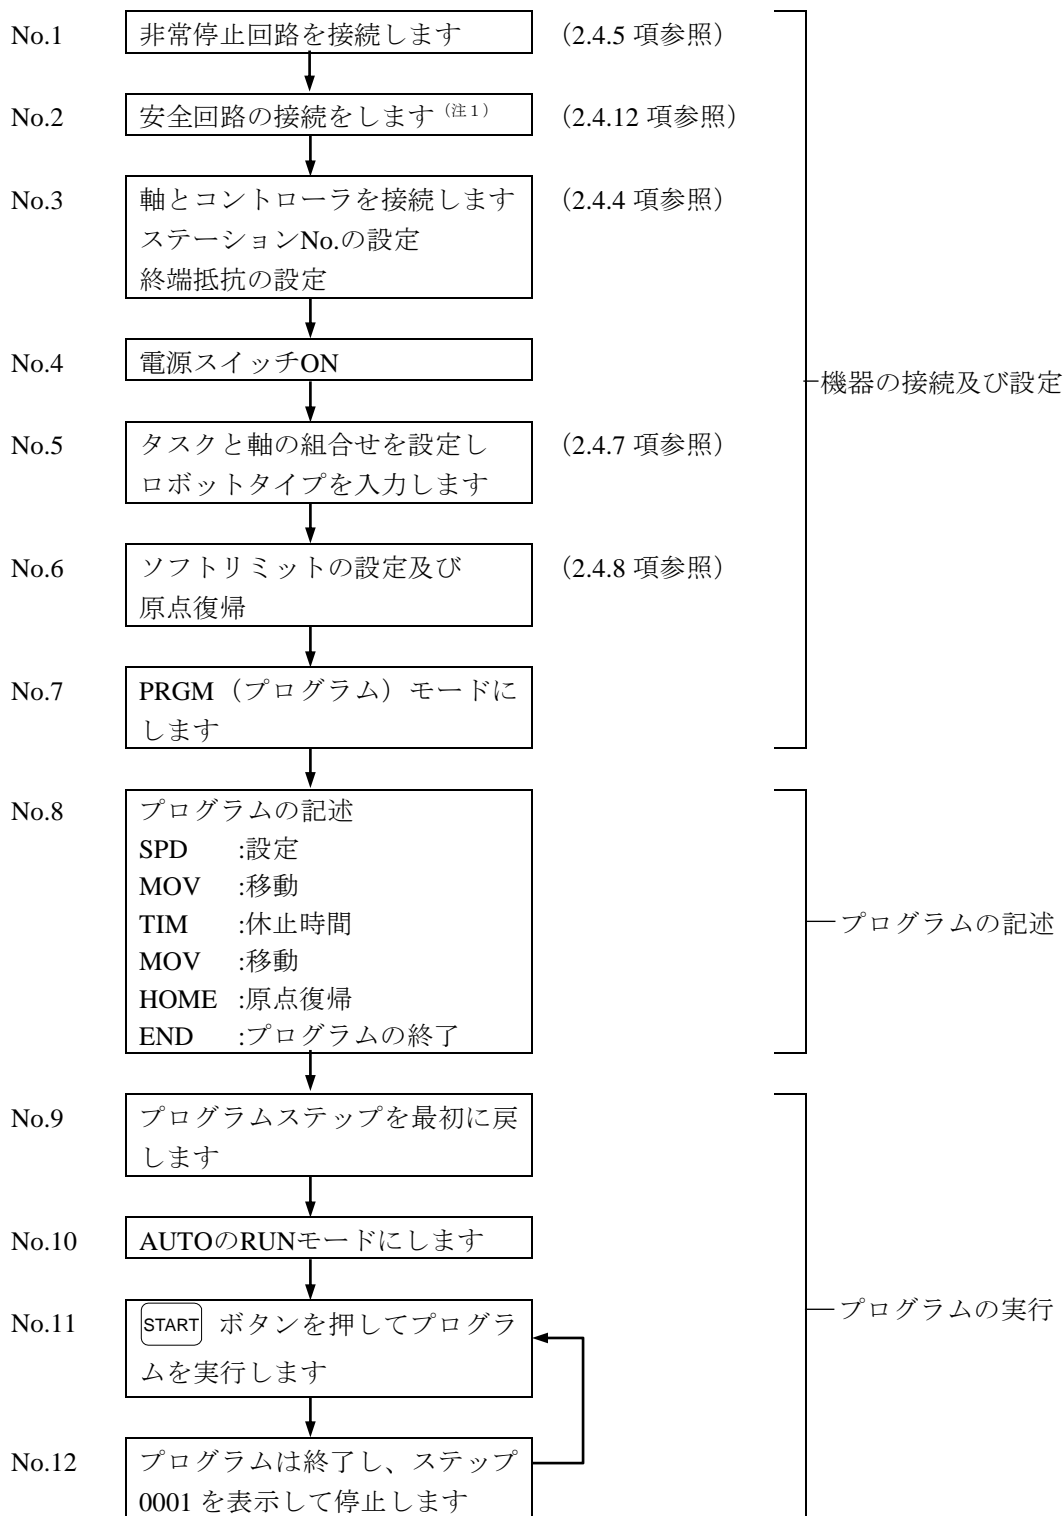 No.1 非常停止回路を接続します (2.4.5 項参照)
No.2 安全回路の接続をします(注1) (2.4.12 項参照)
No.3 軸とコントローラを接続します (2.4.4 項参照)
ステーションNo.の設定
終端抵抗の設定
No.4 電源スイッチON
機器の接続及び設定
No.5 タスクと軸の組合せを設定し (2.4.7 項参照)
ロボットタイプを入力します
No.6 ソフトリミットの設定及び (2.4.8 項参照)
原点復帰
No.7 PRGM(プログラム)モードに
します
No.8 プログラムの記述
SPD :設定
MOV :移動
TIM :休止時間
プログラムの記述
MOV :移動
HOME :原点復帰
END :プログラムの終了
No.9 プログラムステップを最初に戻
します
No.10 AUTOのRUNモードにします
No.11 START ボタンを押してプログラ
ムを実行します
プログラムの実行
No.12 プログラムは終了し、ステップ
0001 を表示して停止します